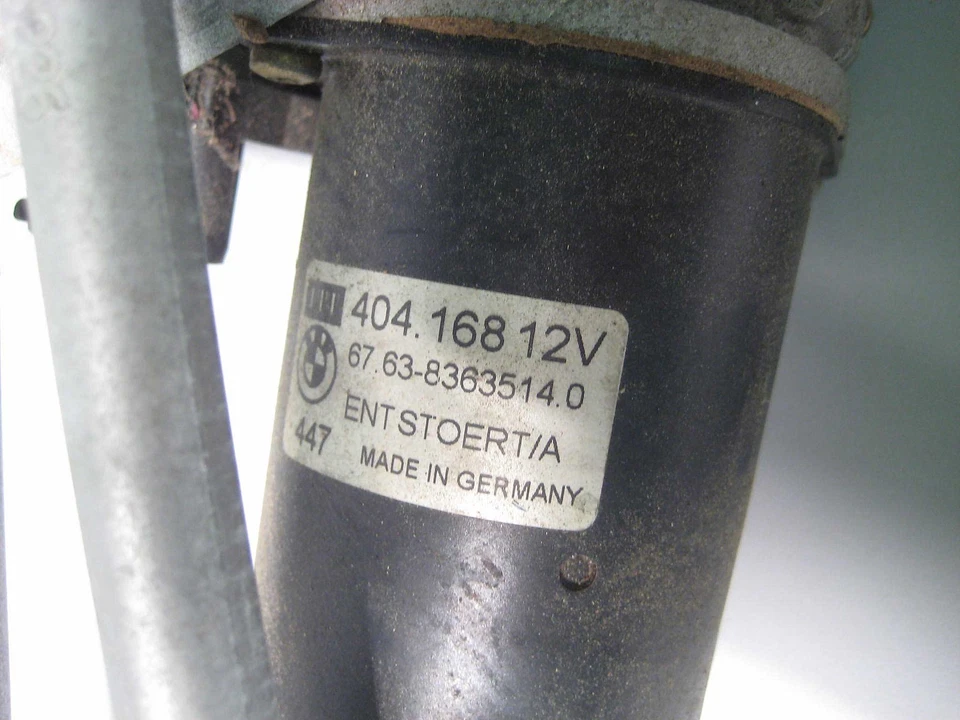 404.168 12V
67.63-8363514.0
ENTSTOERT/A
447
MADE IN GERMANY